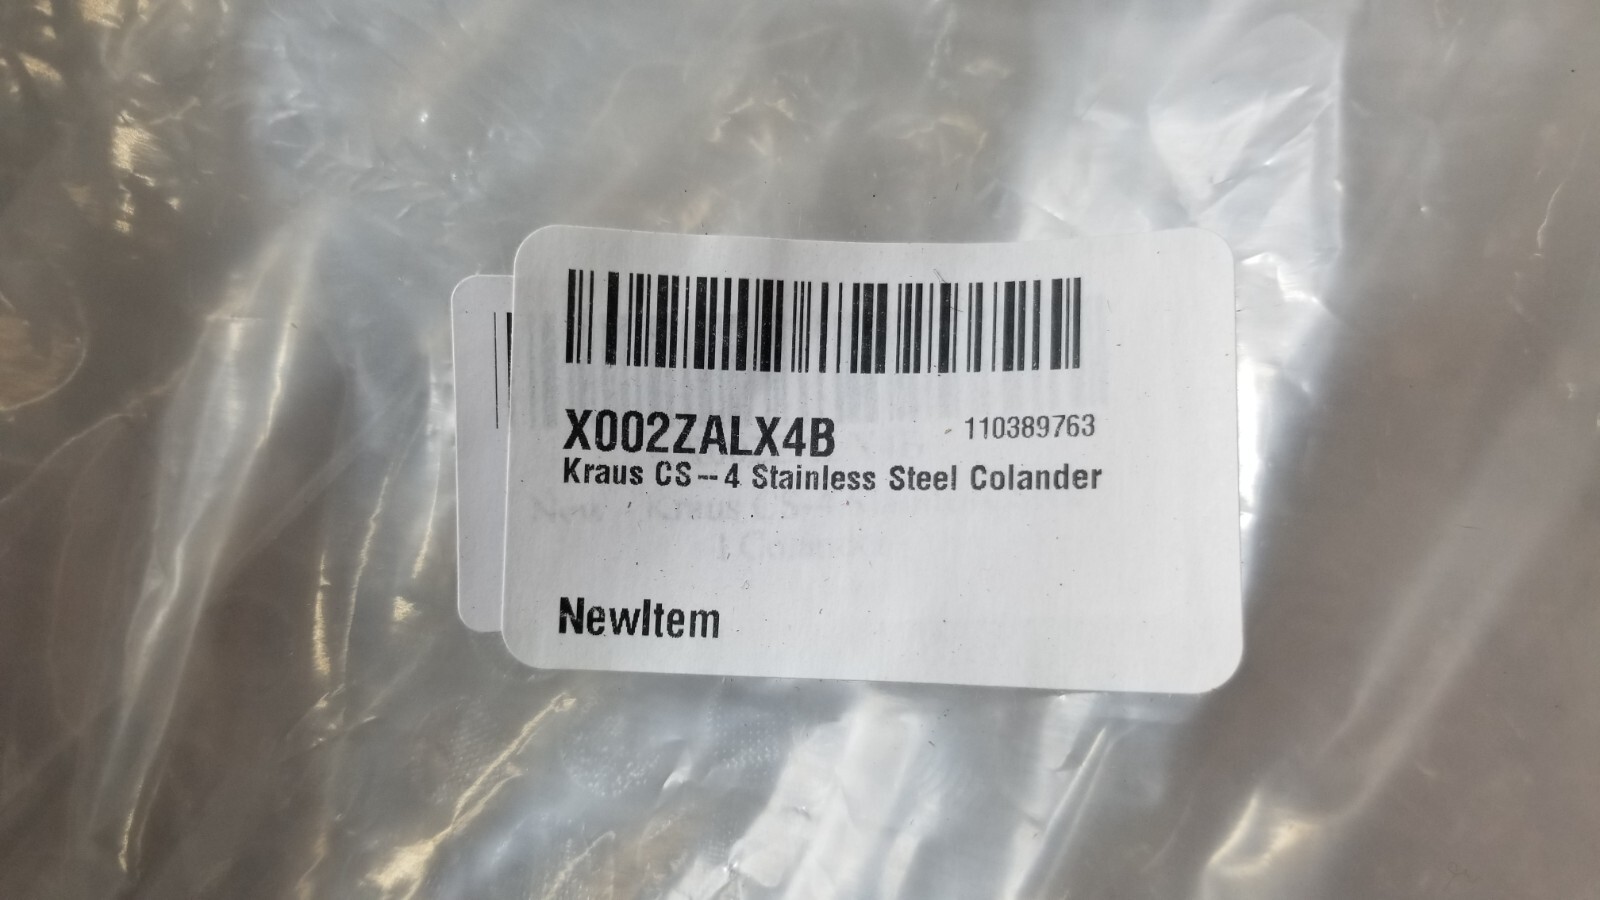 X002ZALX4B
110389763
Kraus CS--4 Stainless Steel Colander
NewItem